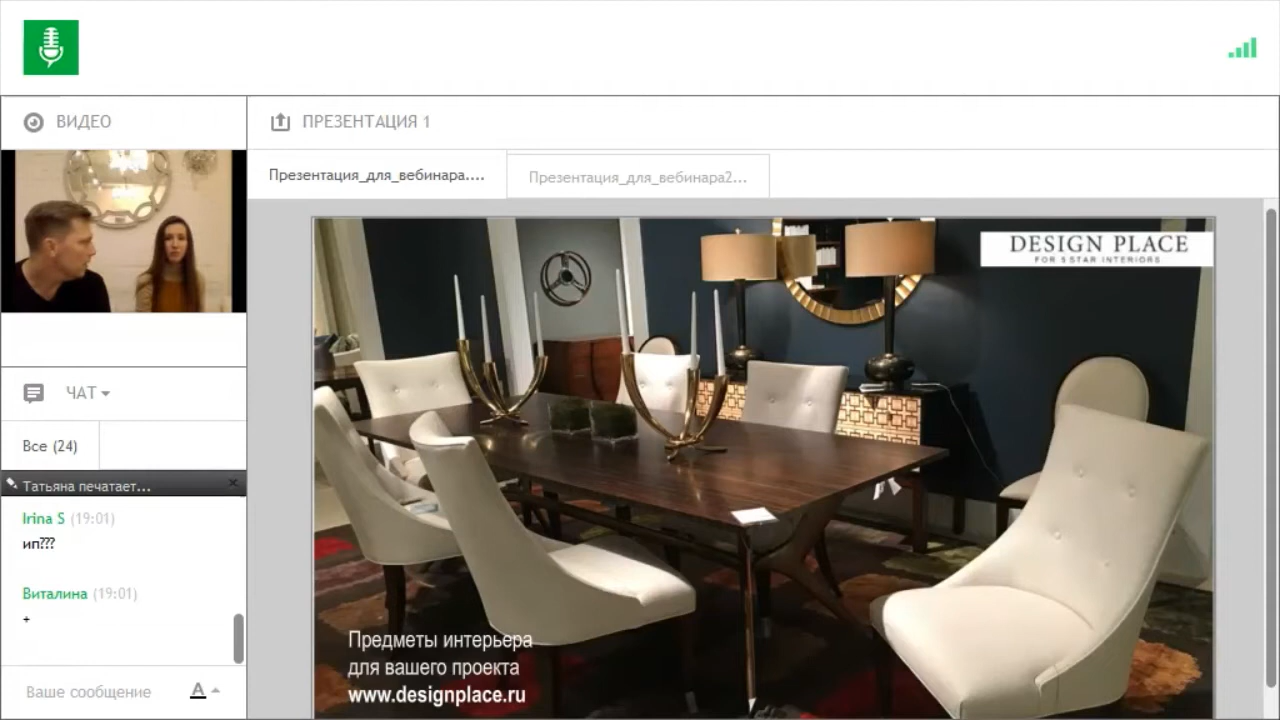 ВИДЕО
ПРЕЗЕНТАЦИЯ 1
Презентация_для_вебинара....
Презентация_для_вебинара2...
DESIGN PLACE
FOR 5 STAR INTERIORS
ЧАТ
Все (24)
Татьяна печатает...
Irina S (19:01)
ип???
Виталина (19:01)
+
Ваше сообщение
A
Предметы интерьера
для вашего проекта
www.designplace.ru